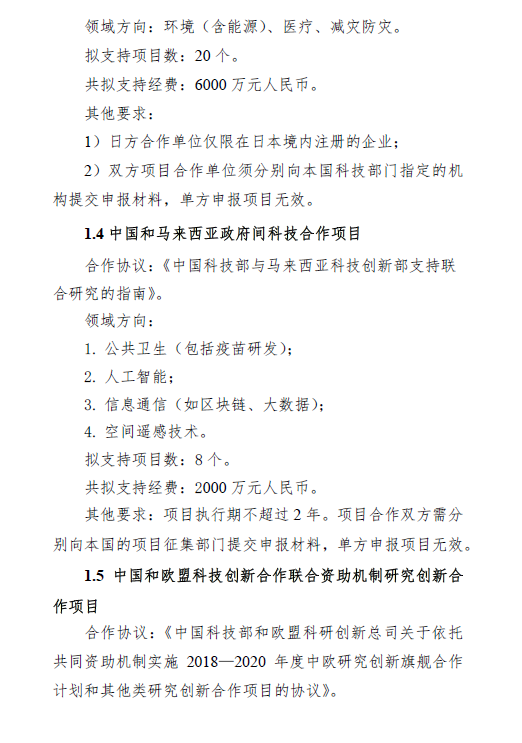 领域方向：环境（含能源）、医疗、减灾防灾。
拟支持项目数：20 个。
共拟支持经费：6000 万元人民币。
其他要求：
1）日方合作单位仅限在日本境内注册的企业；
2）双方项目合作单位须分别向本国科技部门指定的机
构提交申报材料，单方申报项目无效。
1.4 中国和马来西亚政府间科技合作项目
合作协议：《中国科技部与马来西亚科技创新部支持联
合研究的指南》。
领域方向：
1. 公共卫生（包括疫苗研发）；
2. 人工智能；
3. 信息通信（如区块链、大数据）；
4. 空间遥感技术。
拟支持项目数：8 个。
共拟支持经费：2000 万元人民币。
其他要求：项目执行期不超过 2 年。项目合作双方需分
别向本国的项目征集部门提交申报材料，单方申报项目无效。
1.5 中国和欧盟科技创新合作联合资助机制研究创新合
作项目
合作协议：《中国科技部和欧盟科研创新总司关于依托
共同资助机制实施 2018—2020 年度中欧研究创新旗舰合作
计划和其他类研究创新合作项目的协议》。